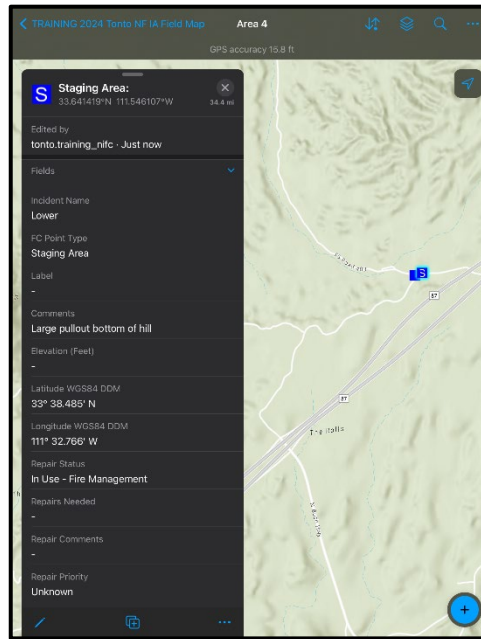 TRAINING 2024 Tonto NF IA Field Map
Area 4
GPS accuracy 15.8 ft
S
Staging Area:
33.641419°N 111.546107°W
34.4 mi
Edited by
tonto.training_nifc · Just now
Fields
Incident Name
Lower
FC Point Type
Staging Area
Label
-
Comments
Large pullout bottom of hill
Elevation (Feet)
-
Latitude WGS84 DDM
33° 38.485' N
Longitude WGS84 DDM
111° 32.766' W
Repair Status
In Use - Fire Management
Repairs Needed
-
Repair Comments
-
Repair Priority
Unknown
S
87
87